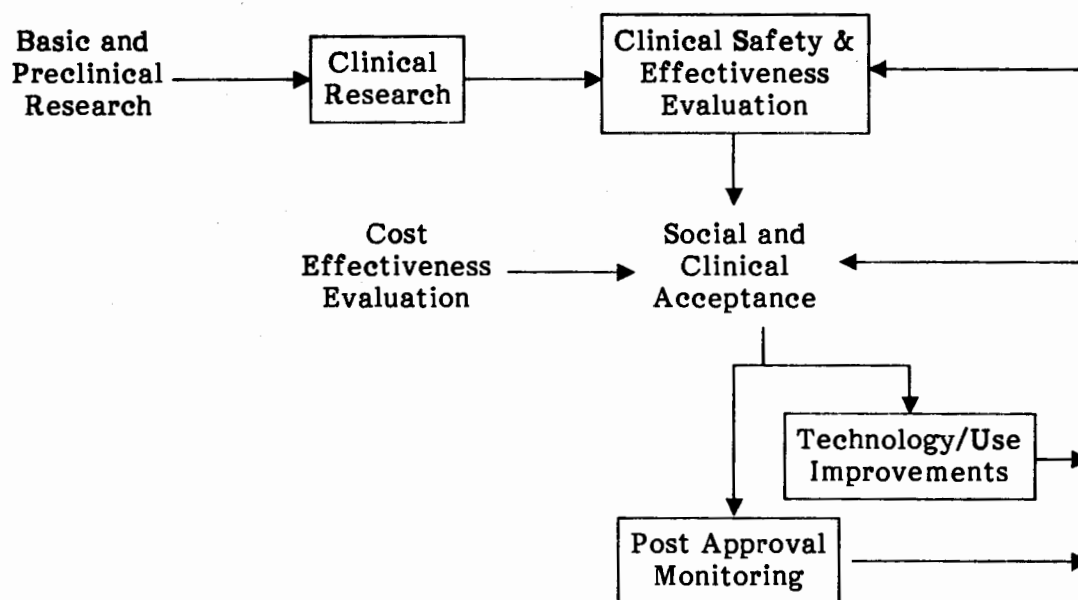 Basic and
Preclinical
Research
Clinical
Research
Clinical Safety &
Effectiveness
Evaluation
Cost
Effectiveness
Evaluation
Social and
Clinical
Acceptance
Technology/Use
Improvements
Post Approval
Monitoring